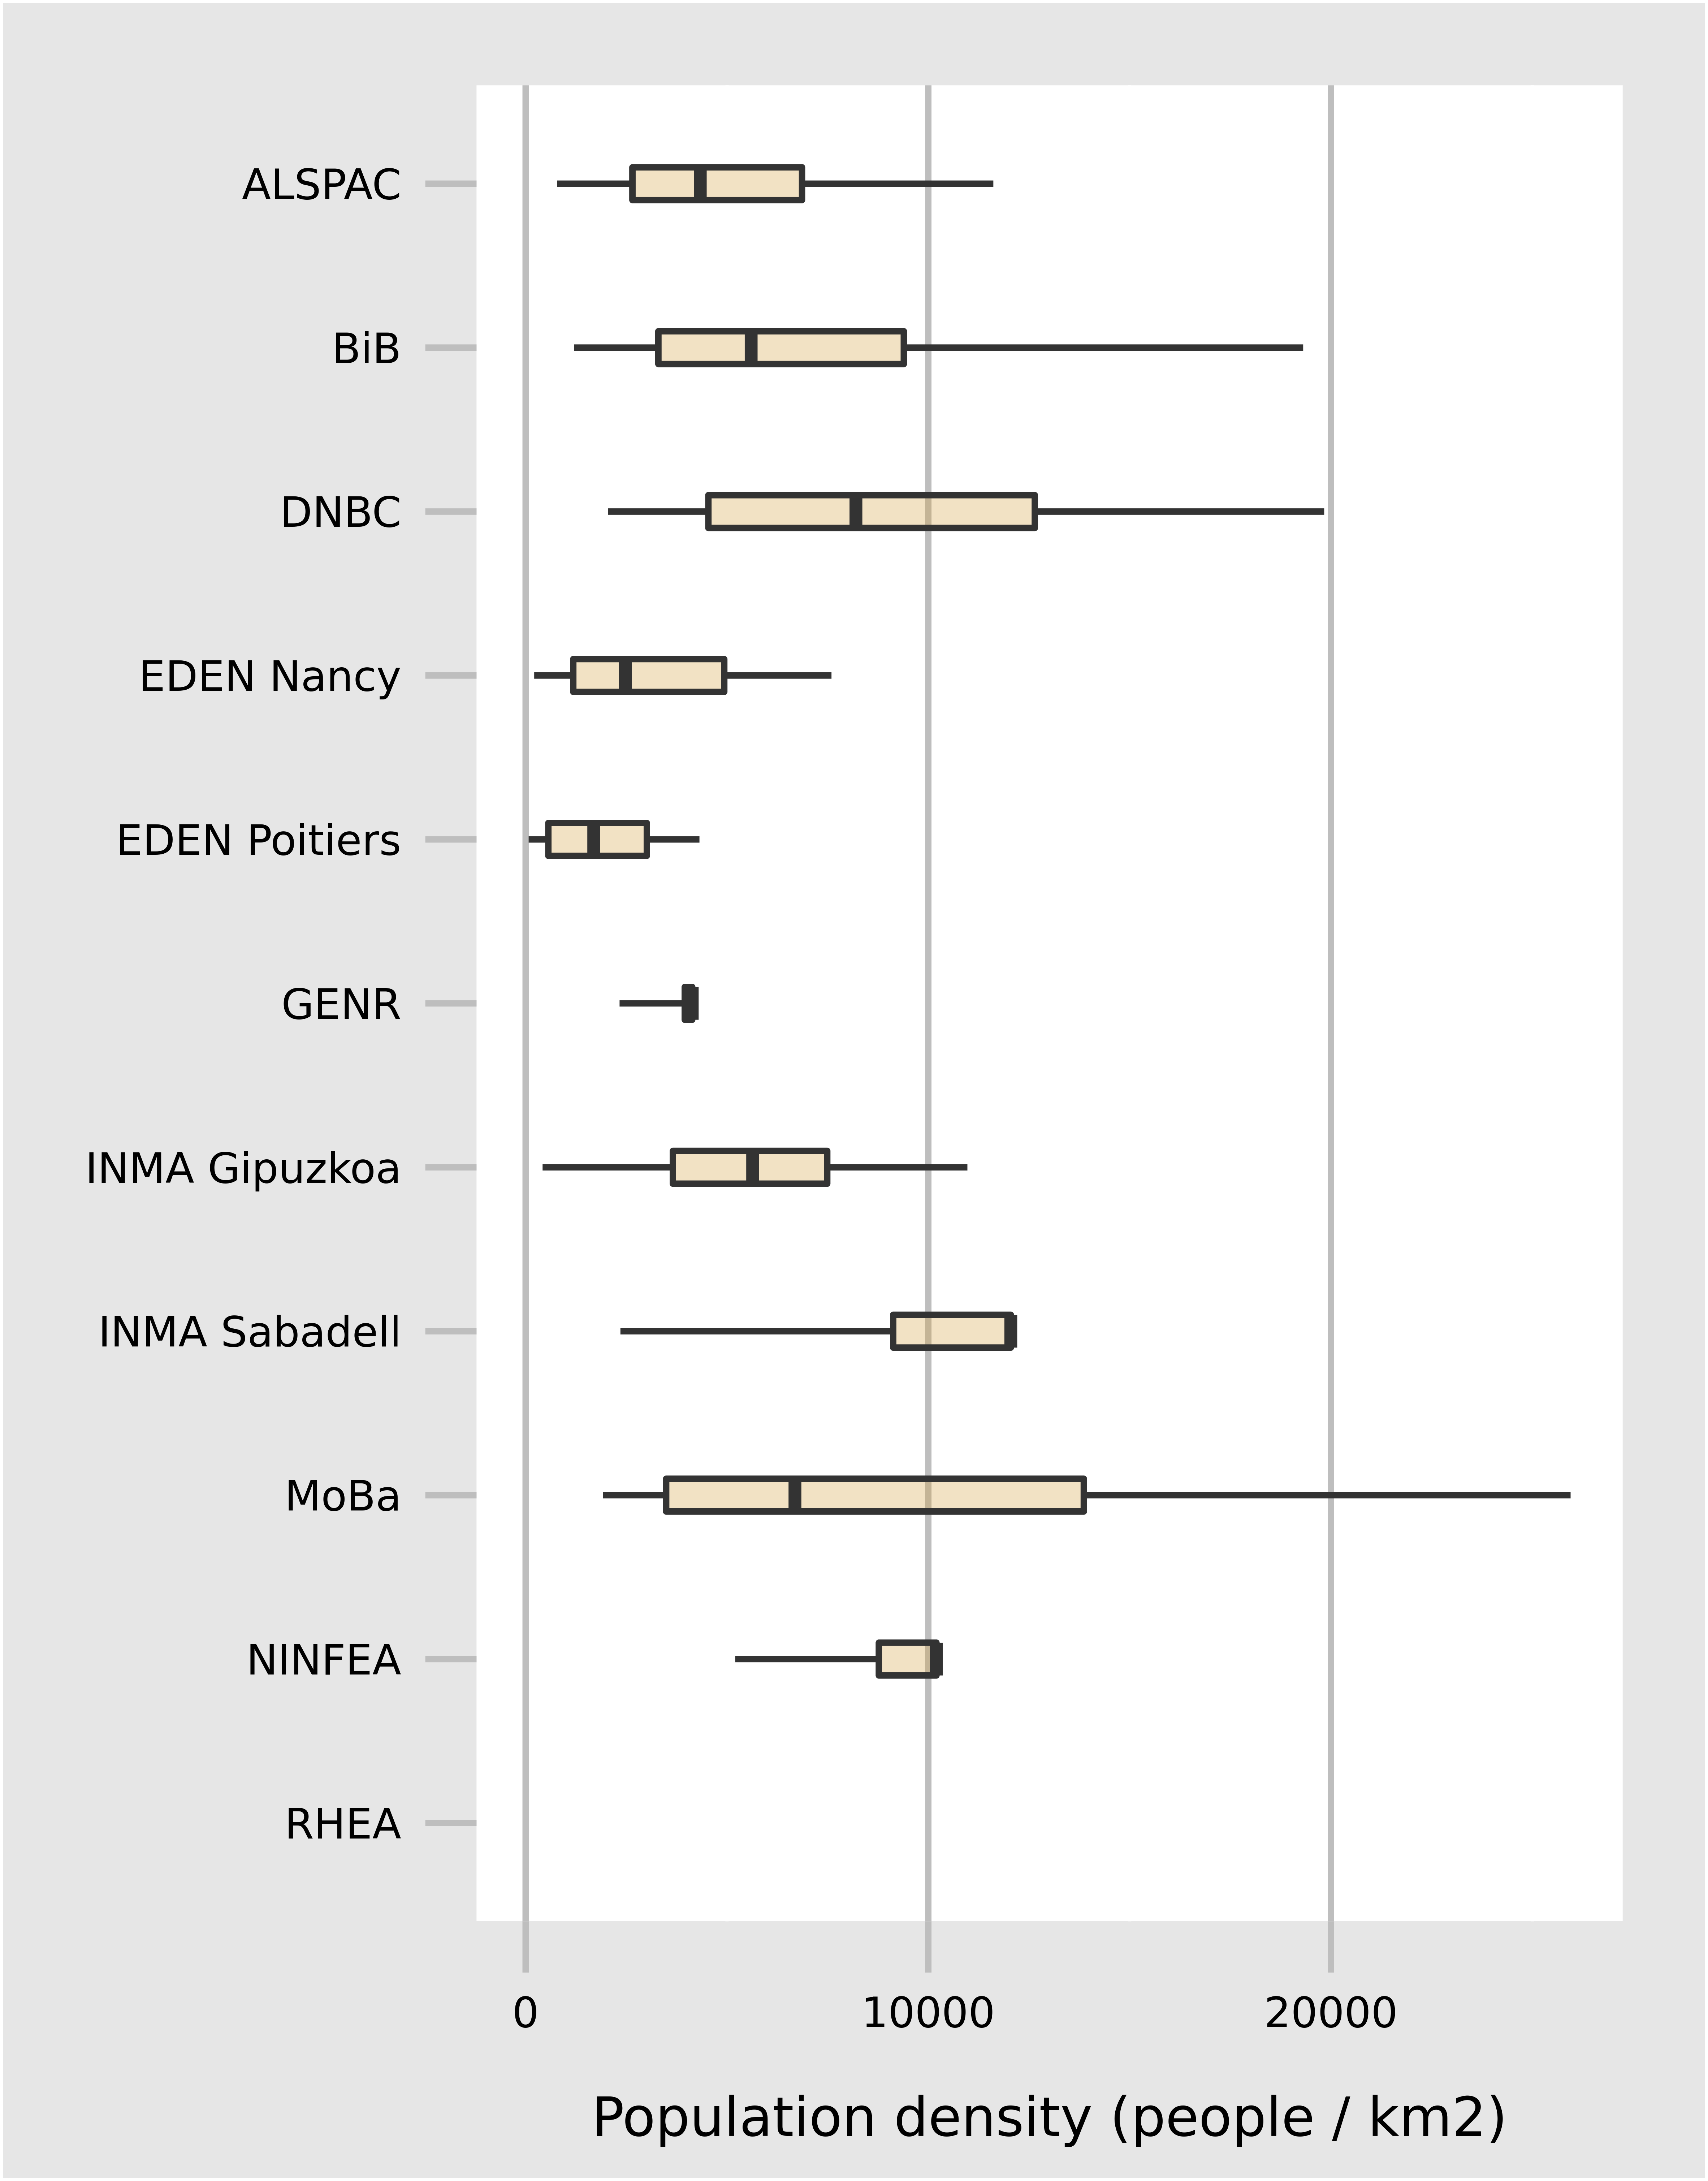 ALSPAC
BiB
DNBC
EDEN Nancy
EDEN Poitiers
GENR
INMA Gipuzkoa
INMA Sabadell
MoBa
NINFEA
RHEA
0 10000 20000
Population density (people / km2)